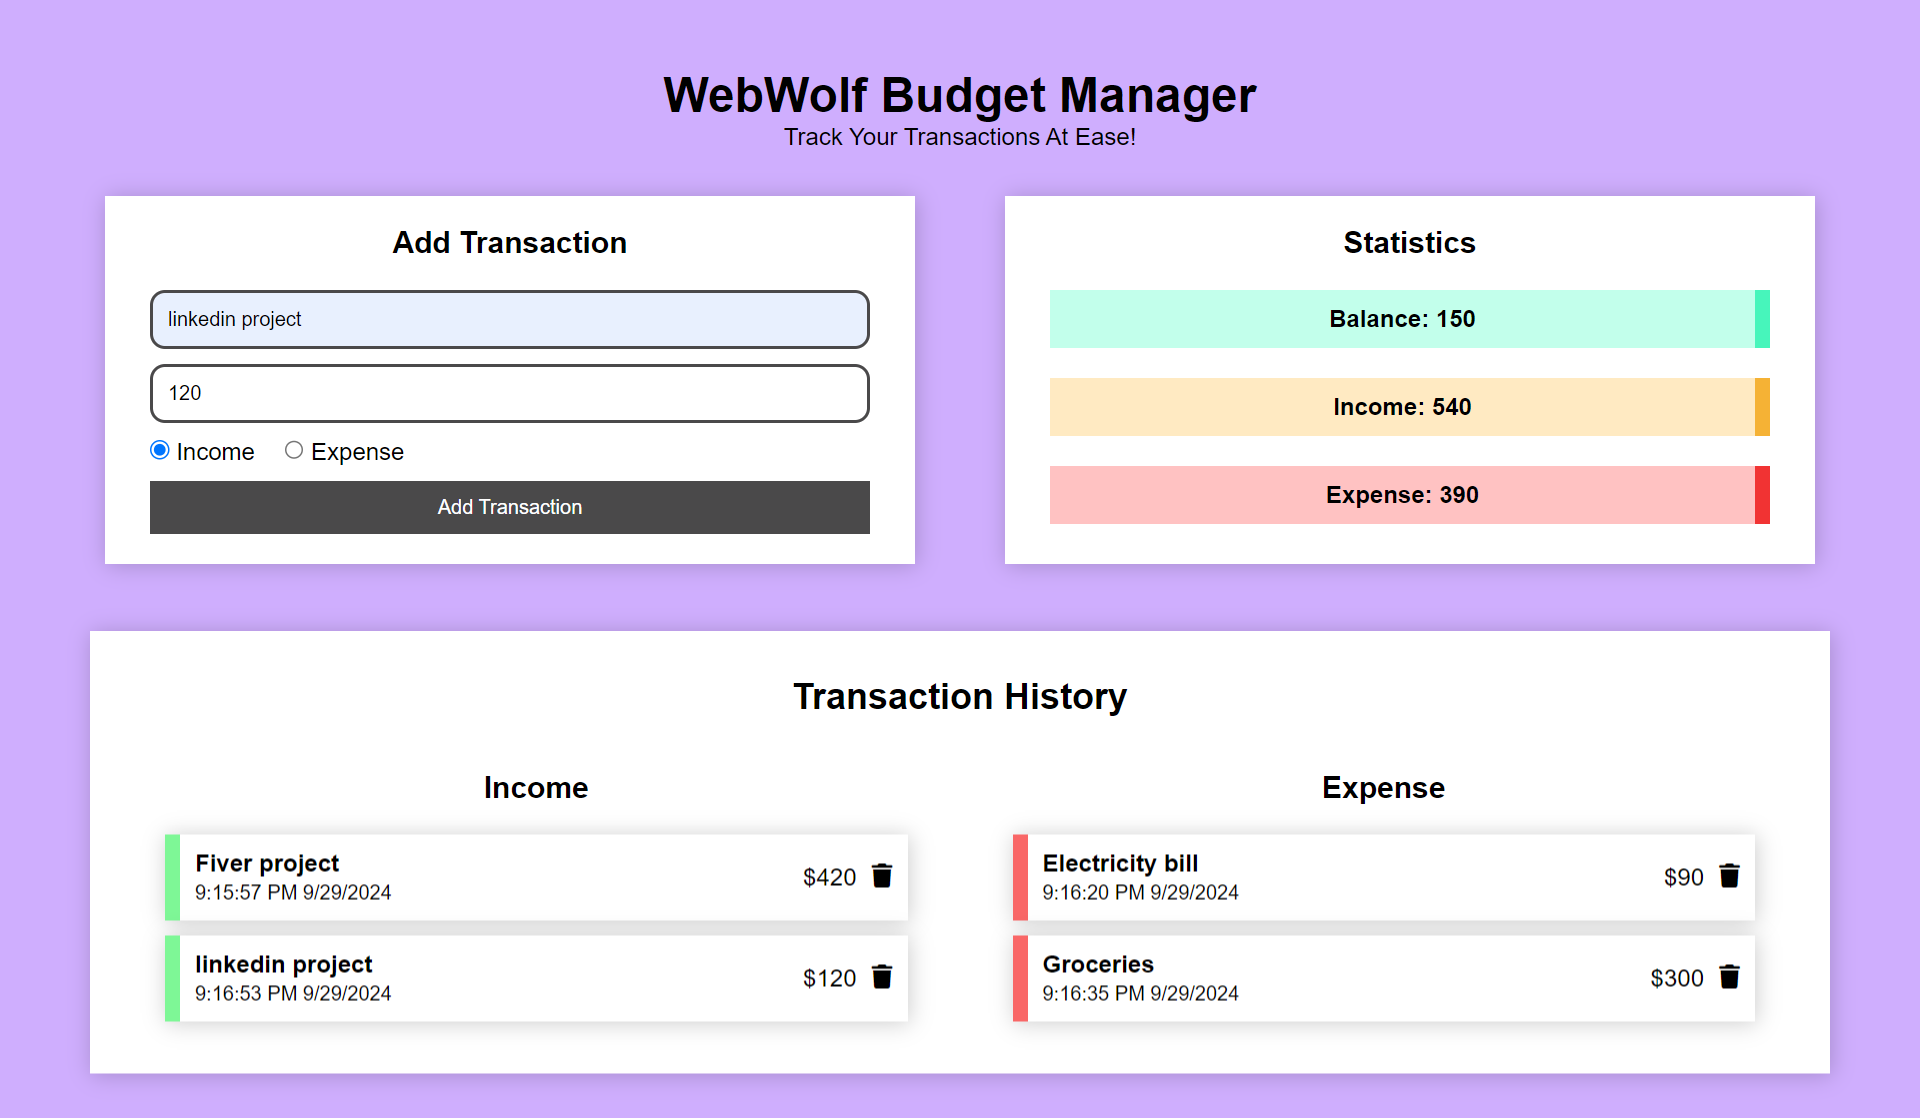 WebWolf Budget Manager
Track Your Transactions At Ease!
Add Transaction
linkedin project
120
Income
Expense
Add Transaction
Statistics
Balance: 150
Income: 540
Expense: 390
Transaction History
Income
Fiver project
9:15:57 PM 9/29/2024
$420
linkedin project
9:16:53 PM 9/29/2024
$120
Expense
Electricity bill
9:16:20 PM 9/29/2024
$90
Groceries
9:16:35 PM 9/29/2024
$300